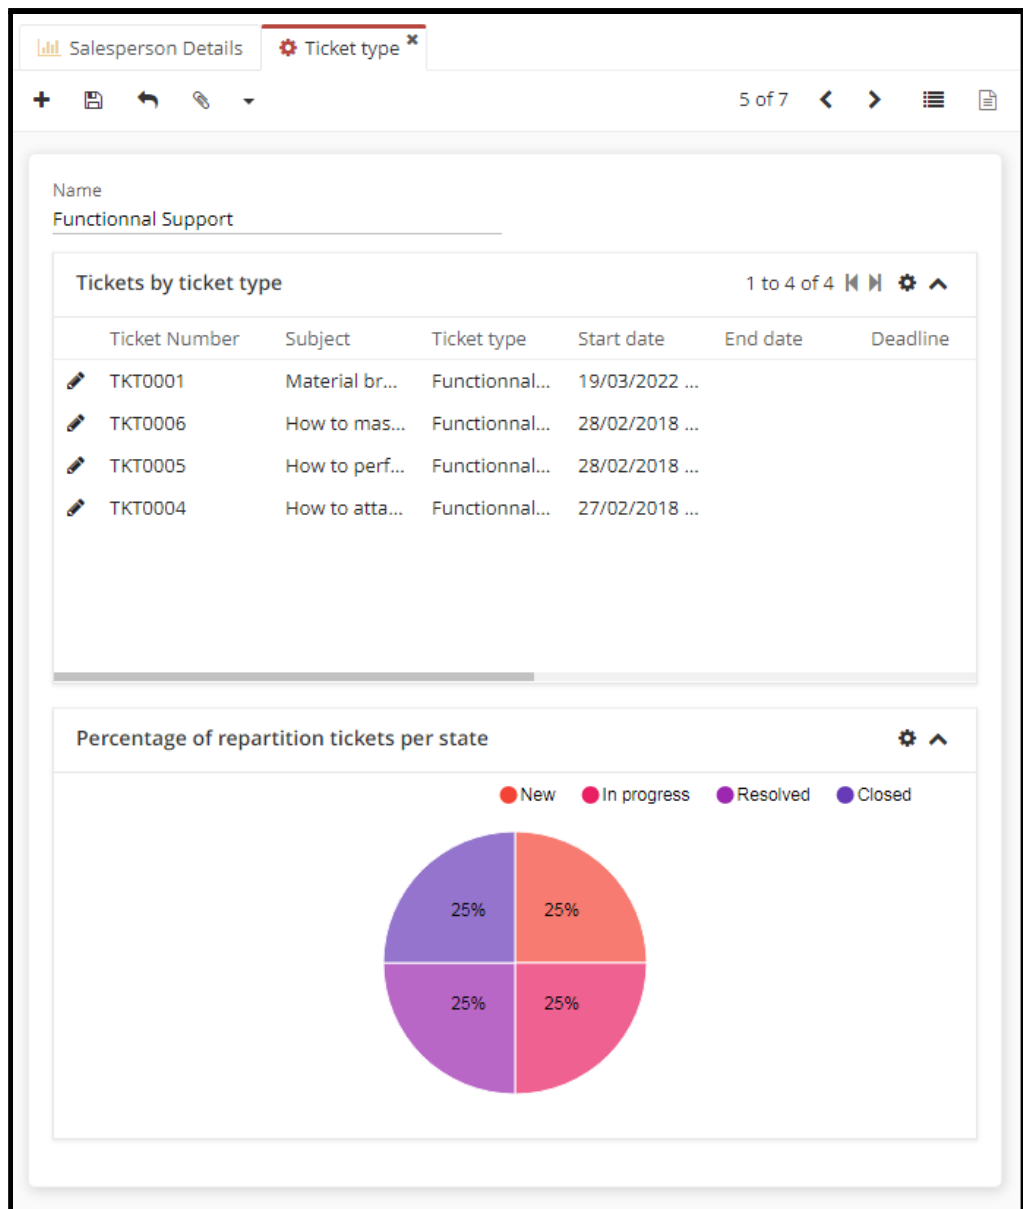 Salesperson Details Ticket type
5 of 7
Name
Functionnal Support
Tickets by ticket type 1 to 4 of 4
Ticket Number Subject Ticket type Start date End date Deadline
TKT0001 Material br... Functionnal... 19/03/2022 ...
TKT0006 How to mas... Functionnal... 28/02/2018 ...
TKT0005 How to perf... Functionnal... 28/02/2018 ...
TKT0004 How to atta... Functionnal... 27/02/2018 ...
Percentage of repartition tickets per state
New In progress Resolved Closed
25% 25%
25% 25%